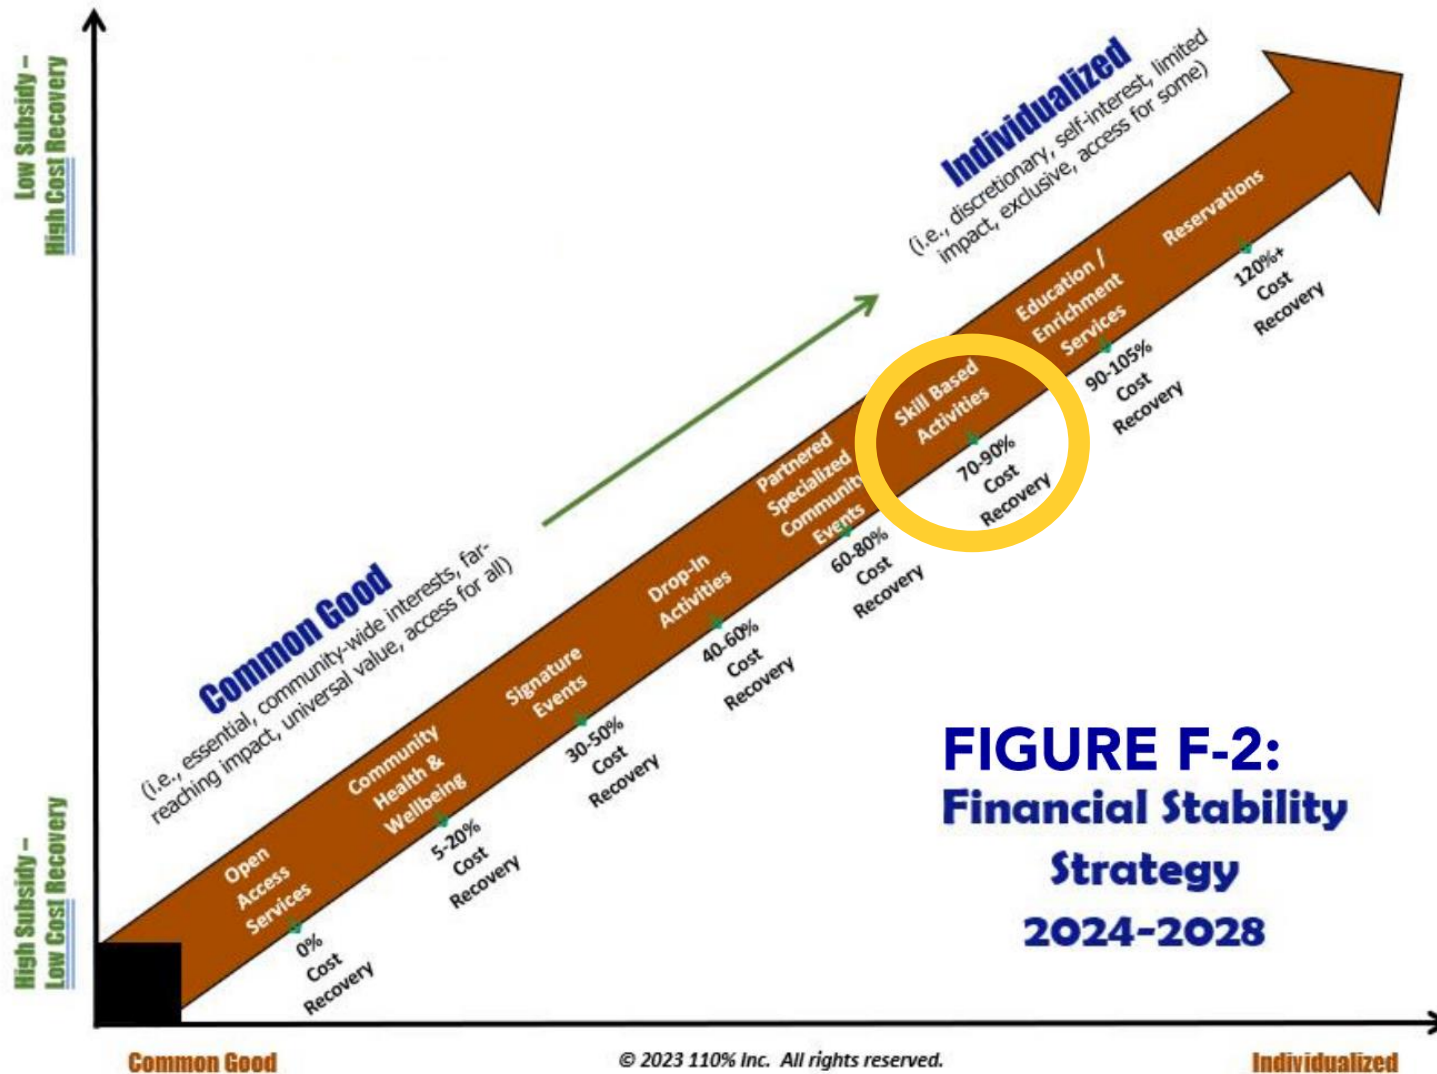 Low Subsidy –
High Cost Recovery
Individualized
(i.e., discretionary, self-interest, limited
impact, exclusive, access for some)
Reservations
120%+
Cost
Recovery
Education /
Enrichment
Services
90-105%
Cost
Recovery
Skill Based
Activities
70-90%
Cost
Recovery
Partnered
Specialized
Community
Events
60-80%
Cost
Recovery
Drop-In
Activities
40-60%
Cost
Recovery
Common Good
(i.e., essential, community-wide interests, far-
reaching impact, universal value, access for all)
Signature
Events
30-50%
Cost
Recovery
Community
Health &
Wellbeing
5-20%
Cost
Recovery
Open
Access
Services
0%
Cost
Recovery
High Subsidy –
Low Cost Recovery
FIGURE F-2:
Financial Stability
Strategy
2024-2028
Common Good
© 2023 110% Inc. All rights reserved.
Individualized